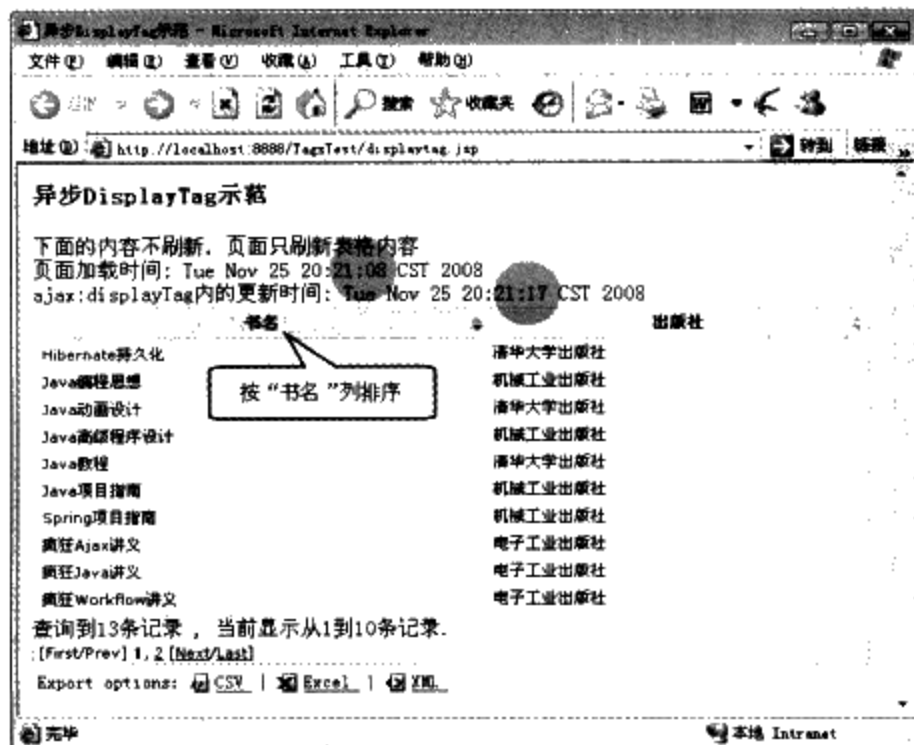 异步DisplayTag示范 - Microsoft Internet Explorer
文件(F) 编辑(E) 查看(V) 收藏(A) 工具(T) 帮助(H)
后退 搜索 收藏夹
地址(D) http://localhost:8888/TagsTest/displaytag.jsp 转到 链接 »
异步DisplayTag示范
下面的内容不刷新. 页面只刷新表格内容
页面加载时间: Tue Nov 25 20:21:08 CST 2008
ajax:displayTag内的更新时间: Tue Nov 25 20:21:17 CST 2008
书名 出版社
Hibernate持久化 清华大学出版社
Java编程思想 机械工业出版社
按“书名”列排序
Java动画设计 清华大学出版社
Java高级程序设计 机械工业出版社
Java教程 清华大学出版社
Java项目指南 机械工业出版社
Spring项目指南 机械工业出版社
疯狂Ajax讲义 电子工业出版社
疯狂Java讲义 电子工业出版社
疯狂Workflow讲义 电子工业出版社
查询到13条记录 , 当前显示从1到10条记录.
[First/Prev] 1, 2 [Next/Last]
Export options: CSV | Excel | XML
完毕 本地 Intranet